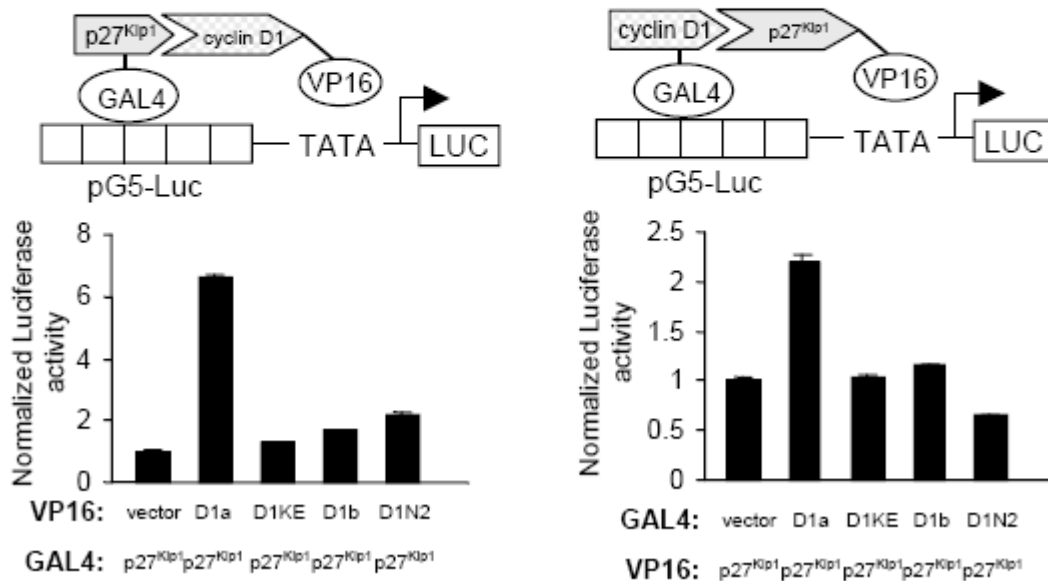 p27Kip1 cyclin D1
VP16
GAL4
TATA
LUC
pG5-Luc
Normalized Luciferase
activity
8
6
4
2
0
VP16: vector D1a D1KE D1b D1N2
GAL4: p27Kip1 p27Kip1 p27Kip1 p27Kip1 p27Kip1
cyclin D1 p27Kip1
VP16
GAL4
TATA
LUC
pG5-Luc
Normalized Luciferase
activity
2.5
2
1.5
1
0.5
0
GAL4: vector D1a D1KE D1b D1N2
VP16: p27Kip1 p27Kip1 p27Kip1 p27Kip1 p27Kip1